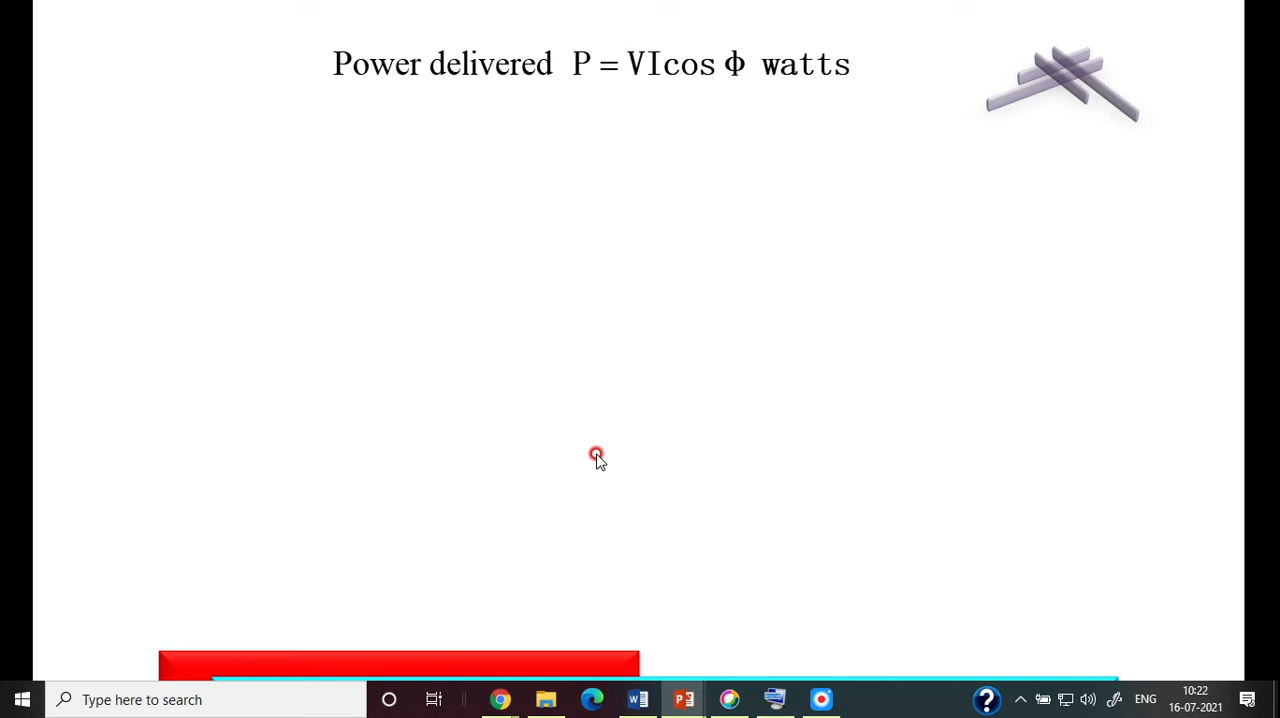 Power delivered P = VIcos ф watts
Type here to search
ENG
10:22
16-07-2021